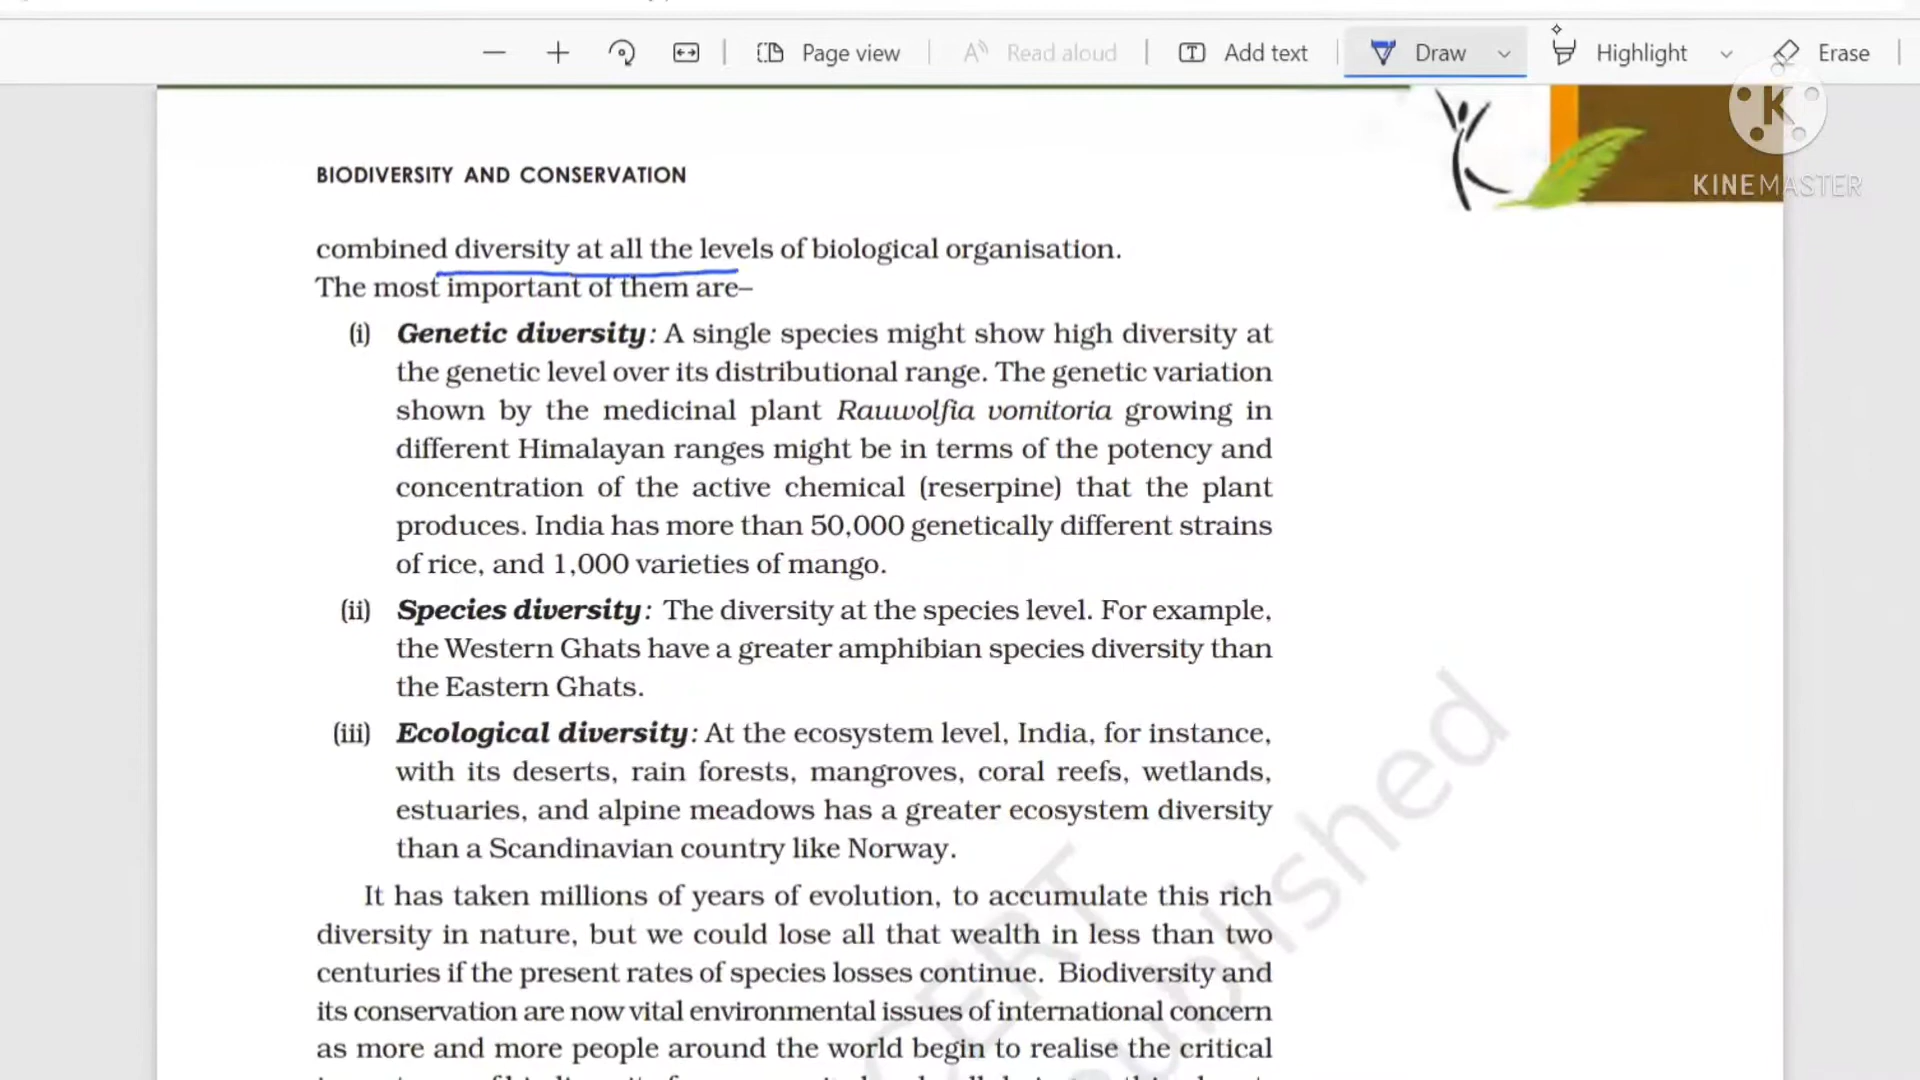 Page view
Read aloud
Add text
Draw
Highlight
Erase
K
KINEMASTER
BIODIVERSITY AND CONSERVATION
combined diversity at all the levels of biological organisation.
The most important of them are–
(i) Genetic diversity: A single species might show high diversity at
the genetic level over its distributional range. The genetic variation
shown by the medicinal plant Rauwolfia vomitoria growing in
different Himalayan ranges might be in terms of the potency and
concentration of the active chemical (reserpine) that the plant
produces. India has more than 50,000 genetically different strains
of rice, and 1,000 varieties of mango.
(ii) Species diversity: The diversity at the species level. For example,
the Western Ghats have a greater amphibian species diversity than
the Eastern Ghats.
(iii) Ecological diversity: At the ecosystem level, India, for instance,
with its deserts, rain forests, mangroves, coral reefs, wetlands,
estuaries, and alpine meadows has a greater ecosystem diversity
than a Scandinavian country like Norway.
It has taken millions of years of evolution, to accumulate this rich
diversity in nature, but we could lose all that wealth in less than two
centuries if the present rates of species losses continue. Biodiversity and
its conservation are now vital environmental issues of international concern
as more and more people around the world begin to realise the critical